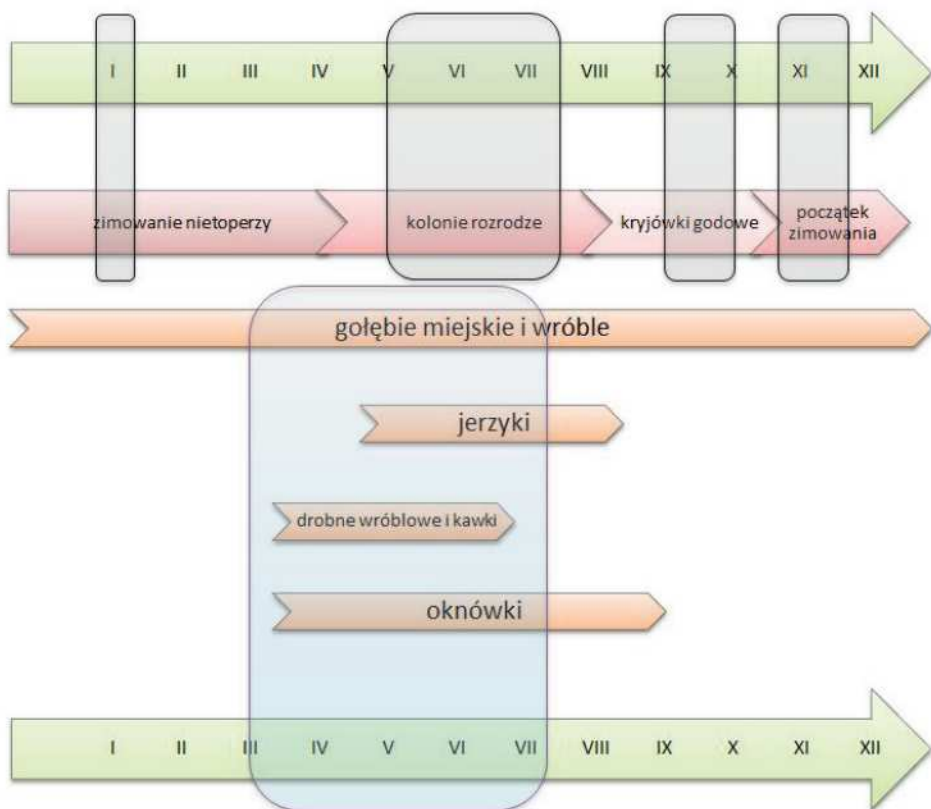 I II III IV V VI VII VIII IX X XI XII
zimowanie nietoperzy
kolonie rozrodze
kryjówki godowe
początek
zimowania
gołębie miejskie i wróble
jerzyki
drobne wróblowe i kawki
oknówki
I II III IV V VI VII VIII IX X XI XII